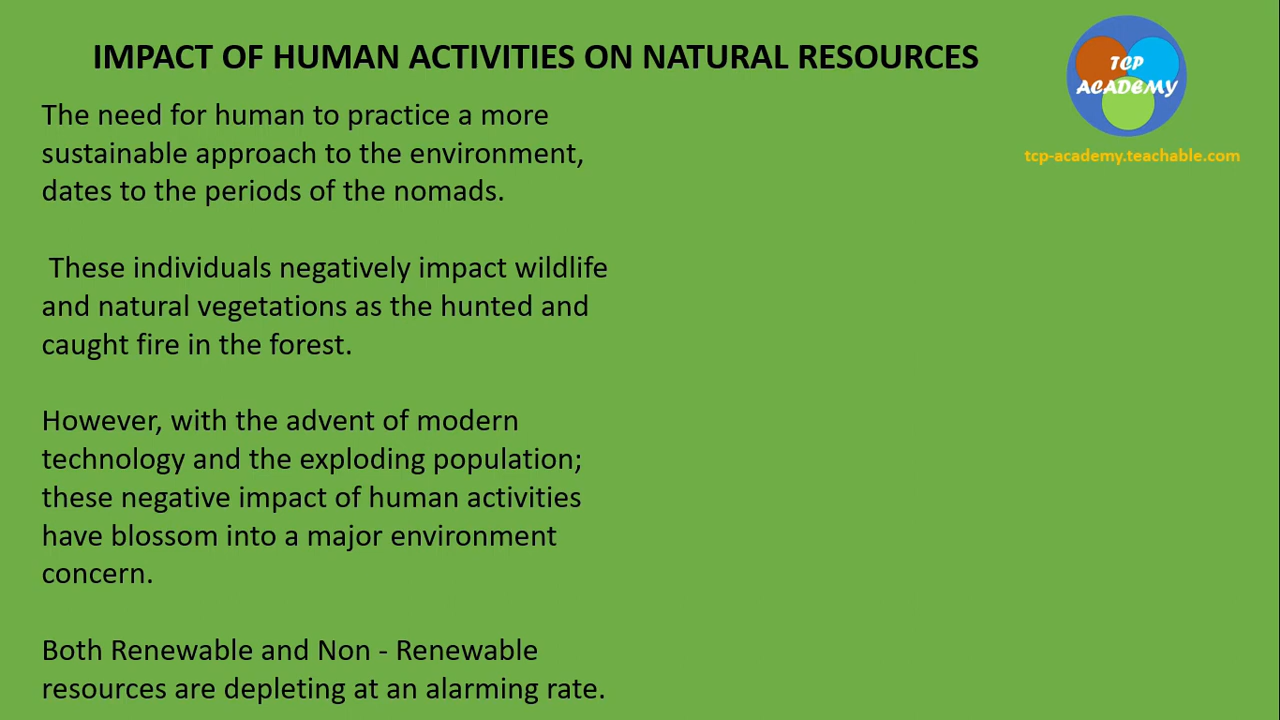 IMPACT OF HUMAN ACTIVITIES ON NATURAL RESOURCES
TCP
ACADEMY
tcp-academy.teachable.com
The need for human to practice a more
sustainable approach to the environment,
dates to the periods of the nomads.
These individuals negatively impact wildlife
and natural vegetations as the hunted and
caught fire in the forest.
However, with the advent of modern
technology and the exploding population;
these negative impact of human activities
have blossom into a major environment
concern.
Both Renewable and Non - Renewable
resources are depleting at an alarming rate.